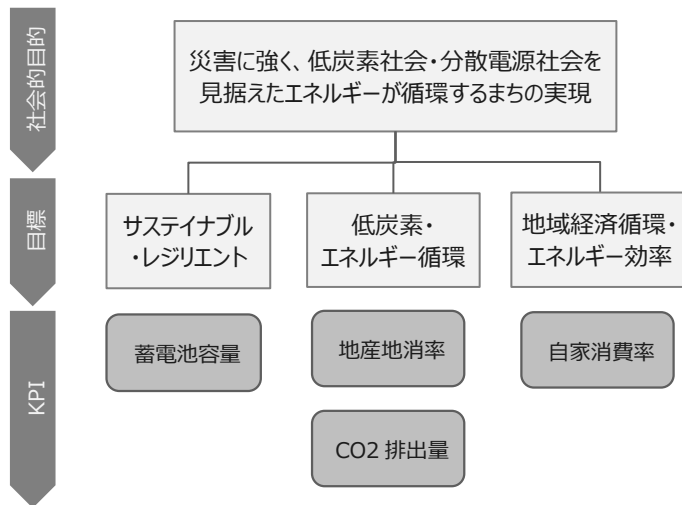 社会的目的
災害に強く、低炭素社会・分散電源社会を
見据えたエネルギーが循環するまちの実現
目標
サステイナブル
・レジリエント
低炭素・
エネルギー循環
地域経済循環・
エネルギー効率
KPI
蓄電池容量
地産地消率
自家消費率
CO2 排出量